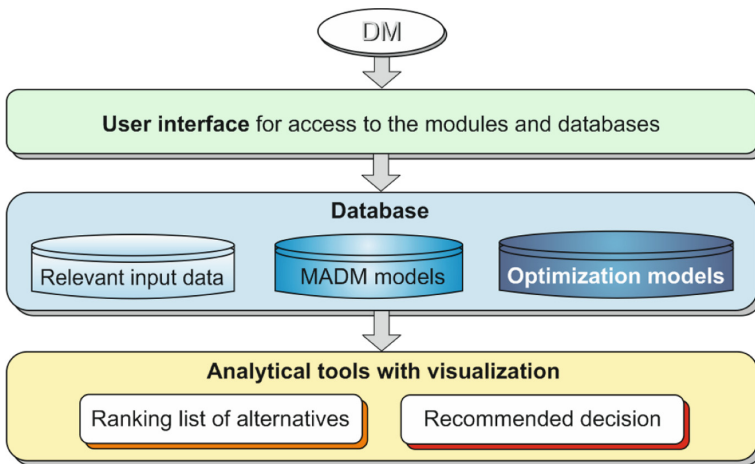 DM
User interface for access to the modules and databases
Database
Relevant input data
MADM models
Optimization models
Analytical tools with visualization
Ranking list of alternatives
Recommended decision